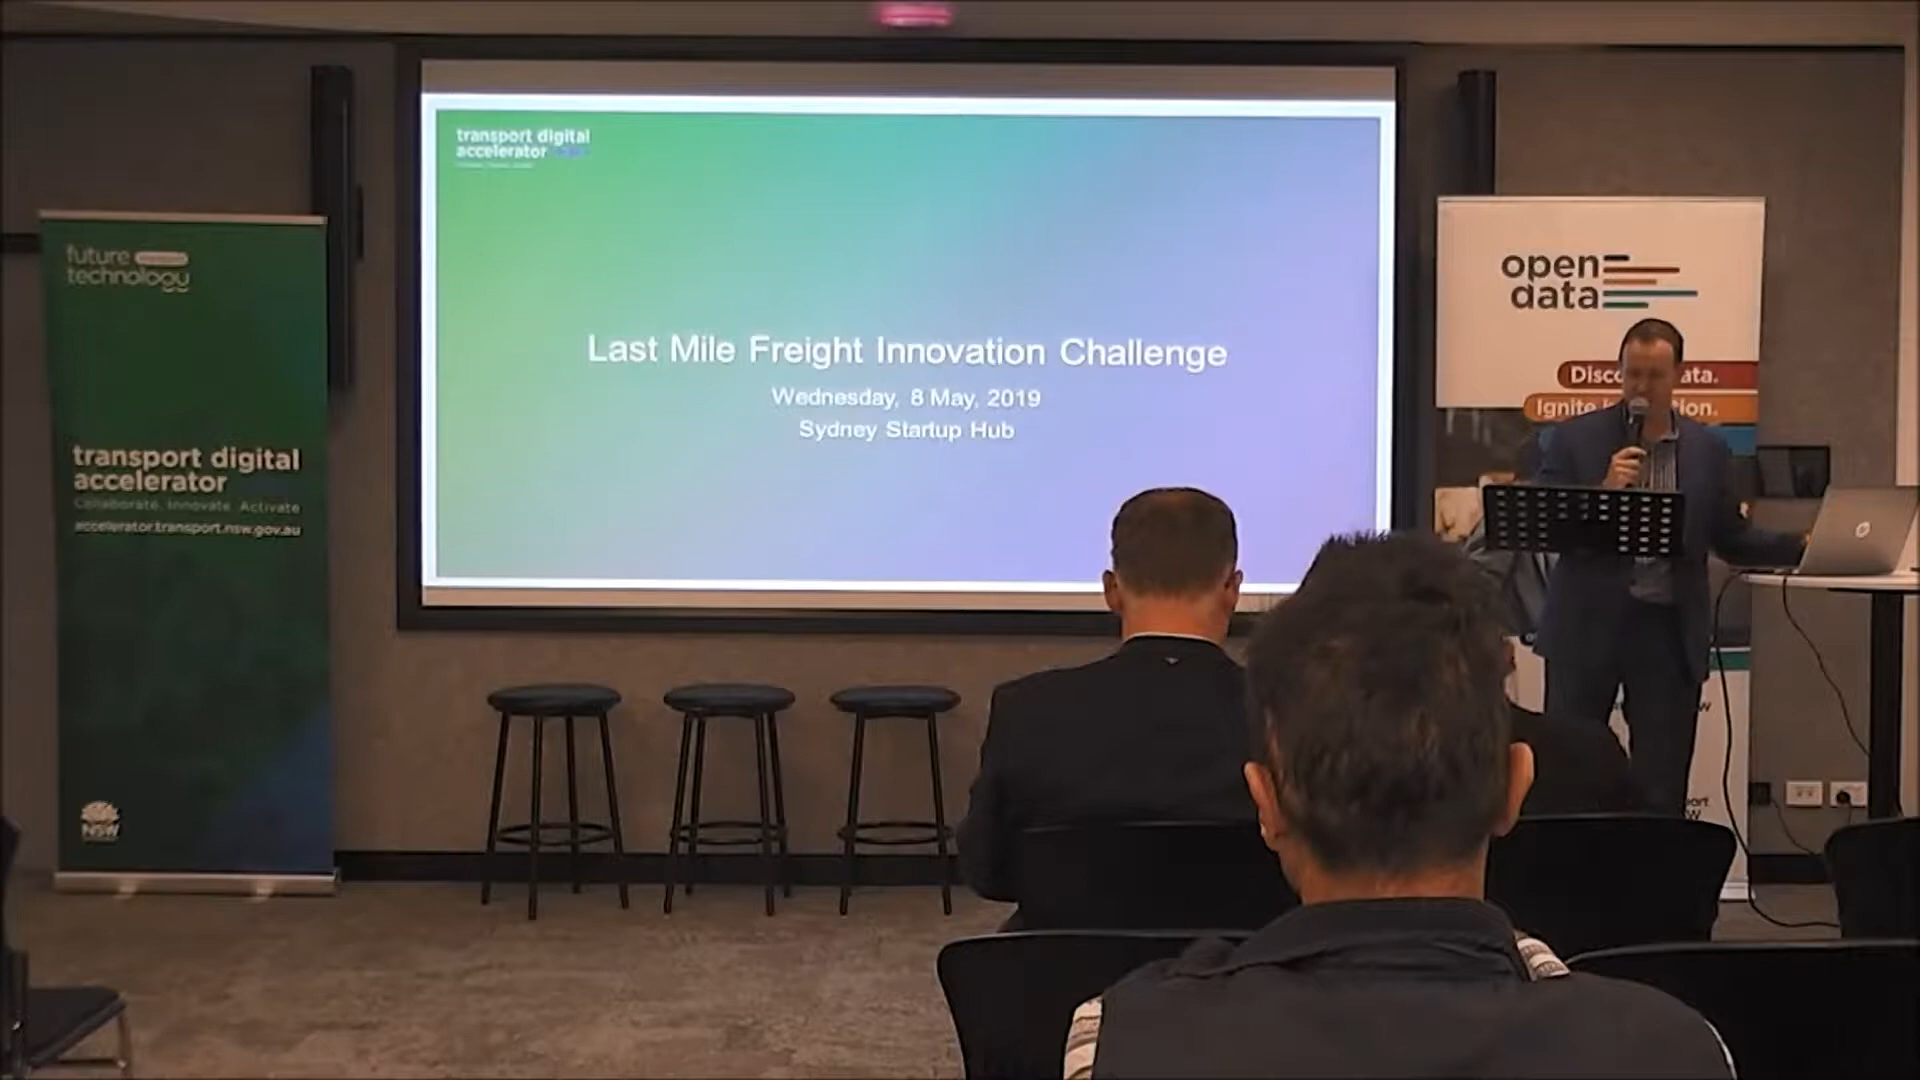 transport digital
accelerator
Last Mile Freight Innovation Challenge
Wednesday, 8 May, 2019
Sydney Startup Hub
future
technology
transport digital
accelerator
Collaborate. Innovate. Activate
accelerator.transport.nsw.gov.au
NSW
open
data
Ignite